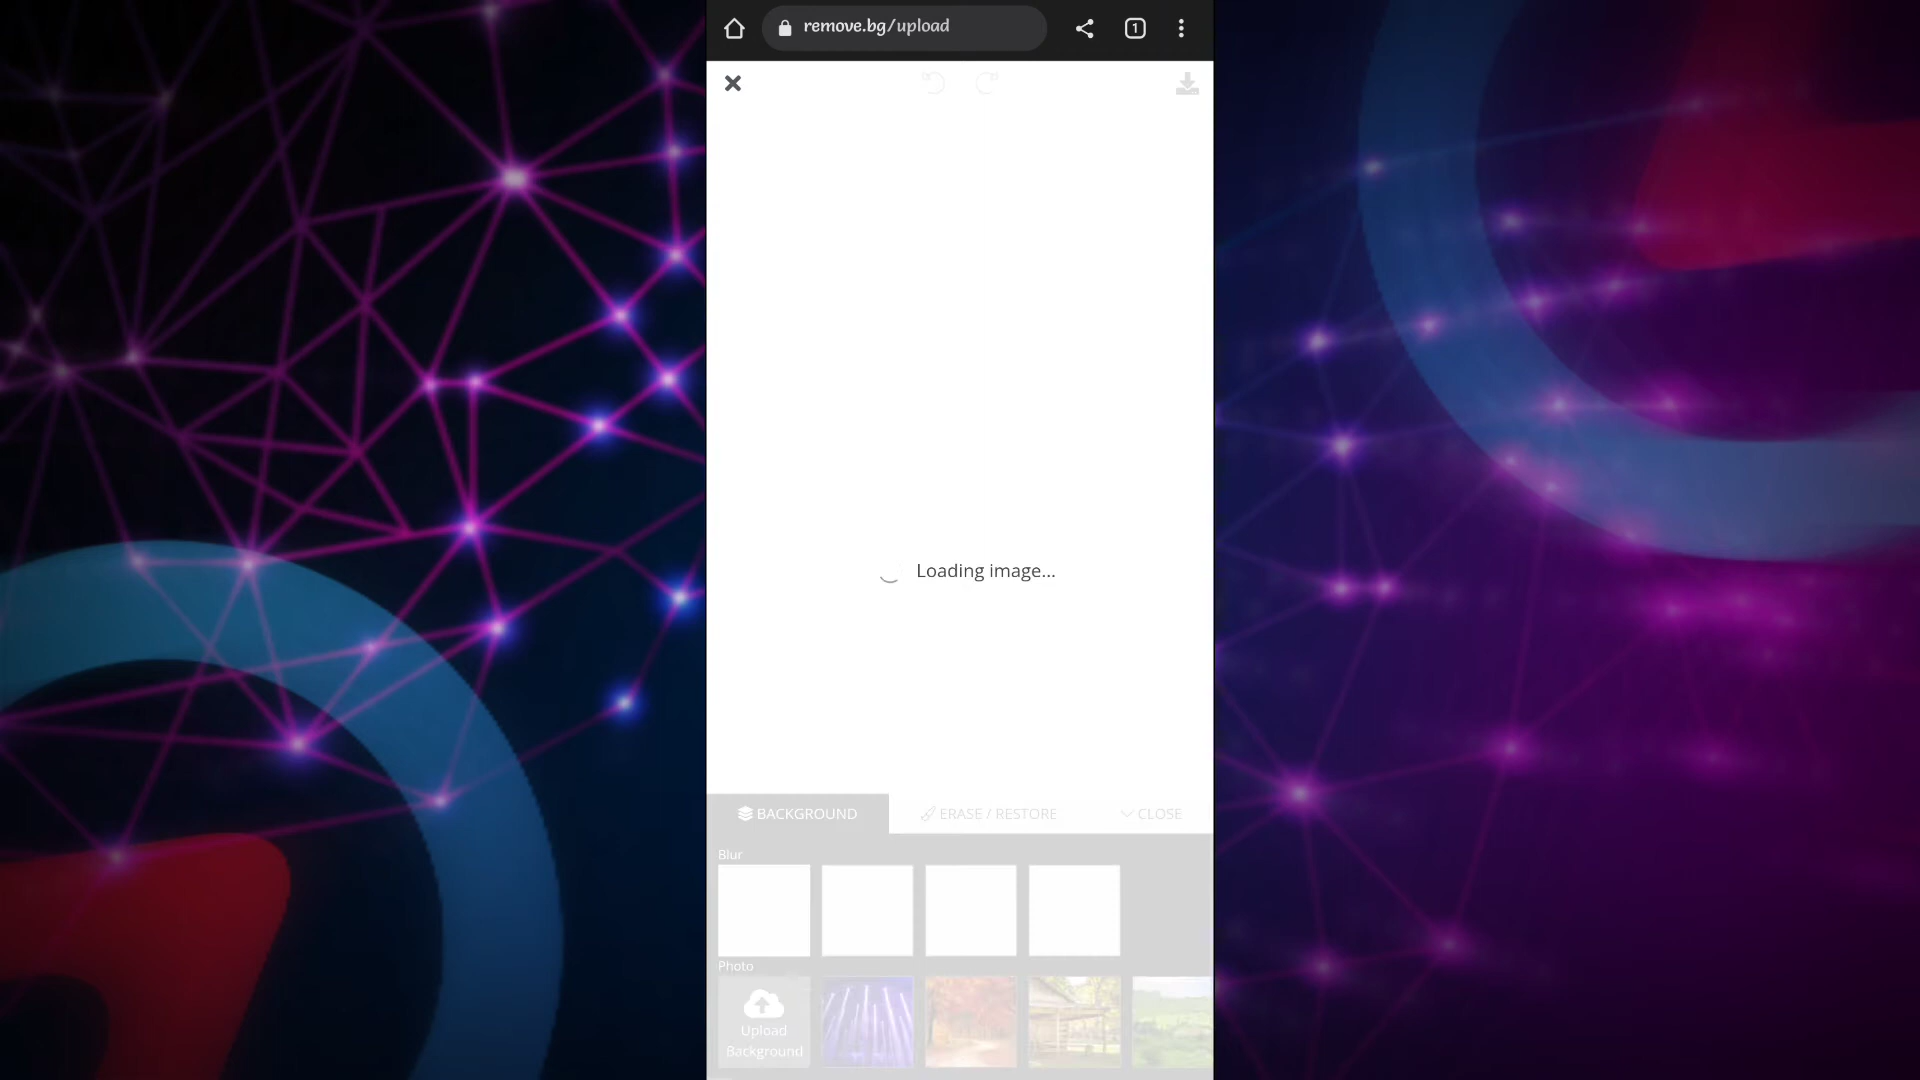 remove.bg/upload
1
Loading image...
BACKGROUND
ERASE / RESTORE
CLOSE
Blur
Photo
Upload
Background